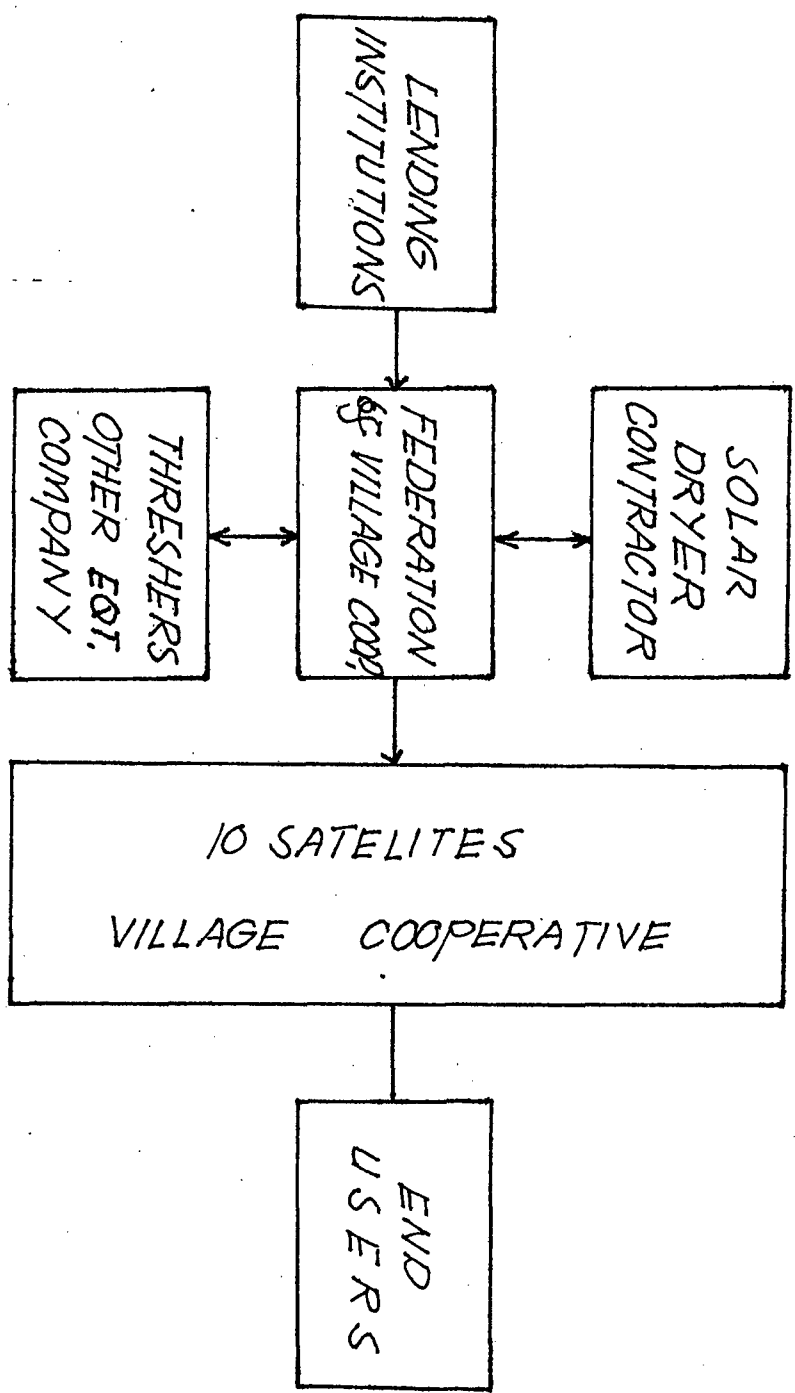 LENDING
INSTITUTIONS
SOLAR
DRYER
CONTRACTOR
FEDERATION
of VILLAGE COOP.
THRESHERS
OTHER EQT.
COMPANY
10 SATELITES
VILLAGE COOPERATIVE
END
USERS